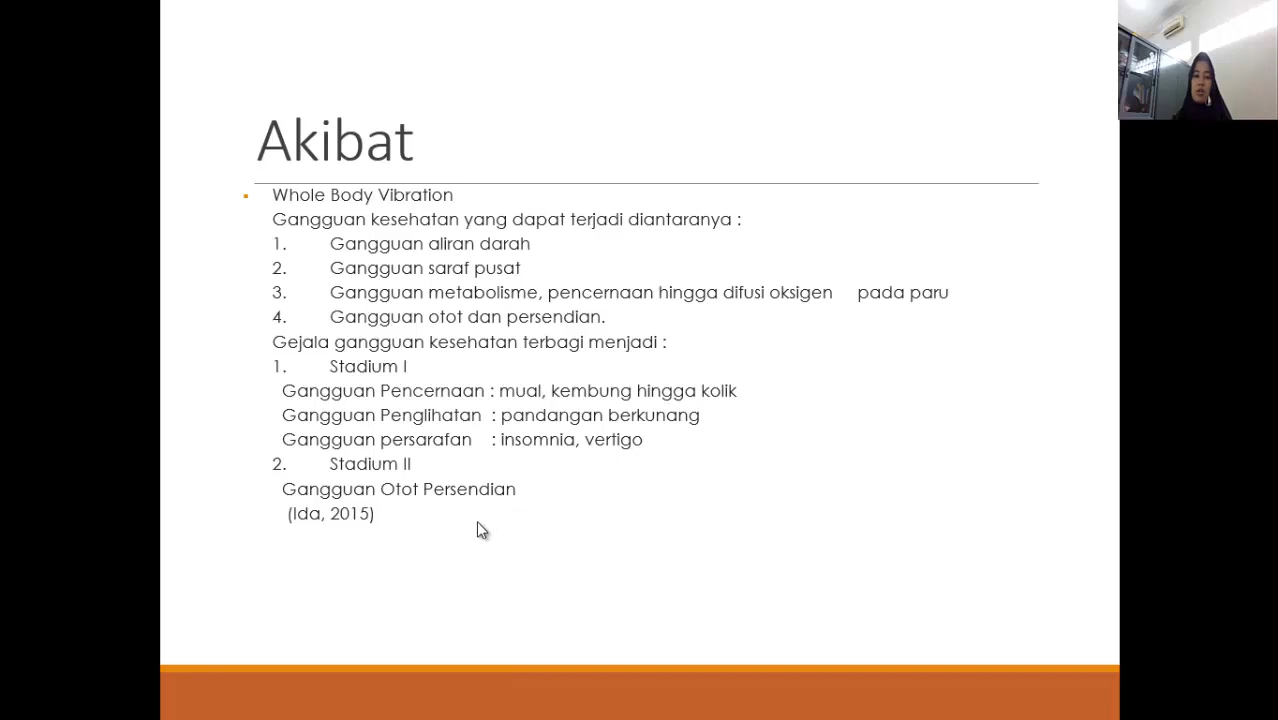 Akibat
▪ Whole Body Vibration
Gangguan kesehatan yang dapat terjadi diantaranya :
1. Gangguan aliran darah
2. Gangguan saraf pusat
3. Gangguan metabolisme, pencernaan hingga difusi oksigen pada paru
4. Gangguan otot dan persendian.
Gejala gangguan kesehatan terbagi menjadi :
1. Stadium I
Gangguan Pencernaan : mual, kembung hingga kolik
Gangguan Penglihatan : pandangan berkunang
Gangguan persarafan : insomnia, vertigo
2. Stadium II
Gangguan Otot Persendian
(Ida, 2015)